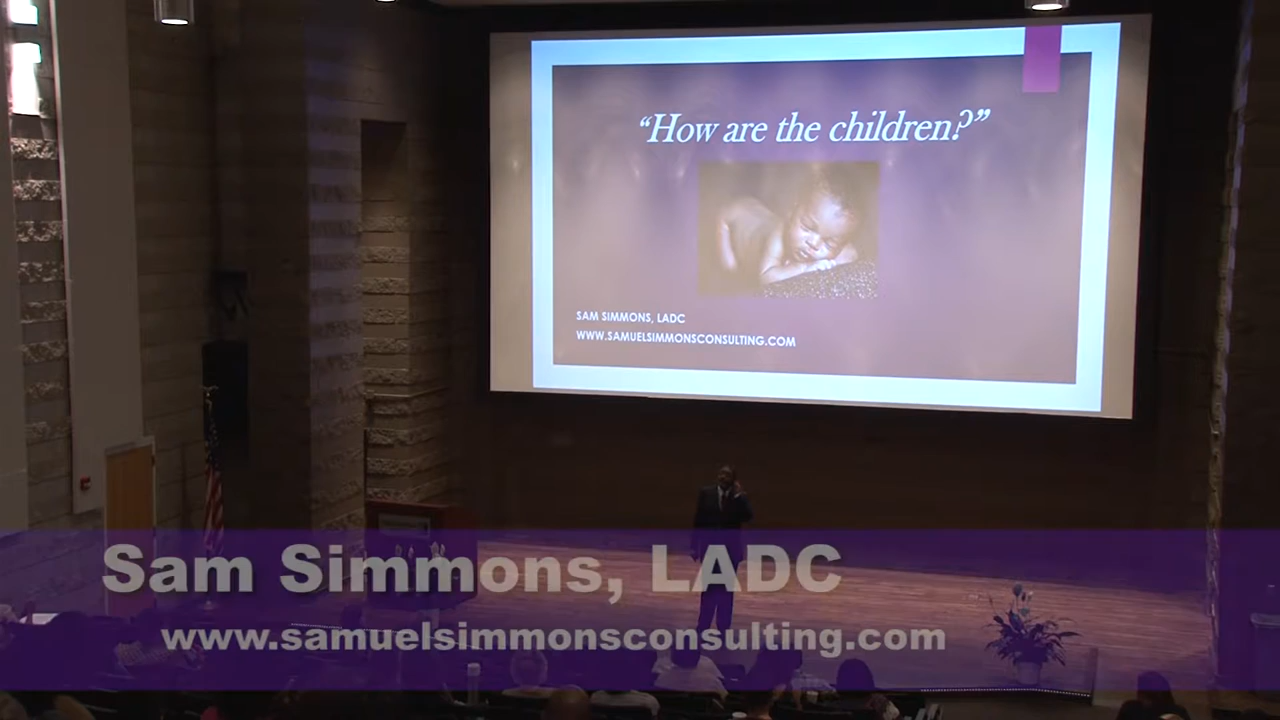 “How are the children?”
SAM SIMMONS, LADC
WWW.SAMUELSIMMONSCONSULTING.COM
Sam Simmons, LADC
www.samuelsimmonsconsulting.com